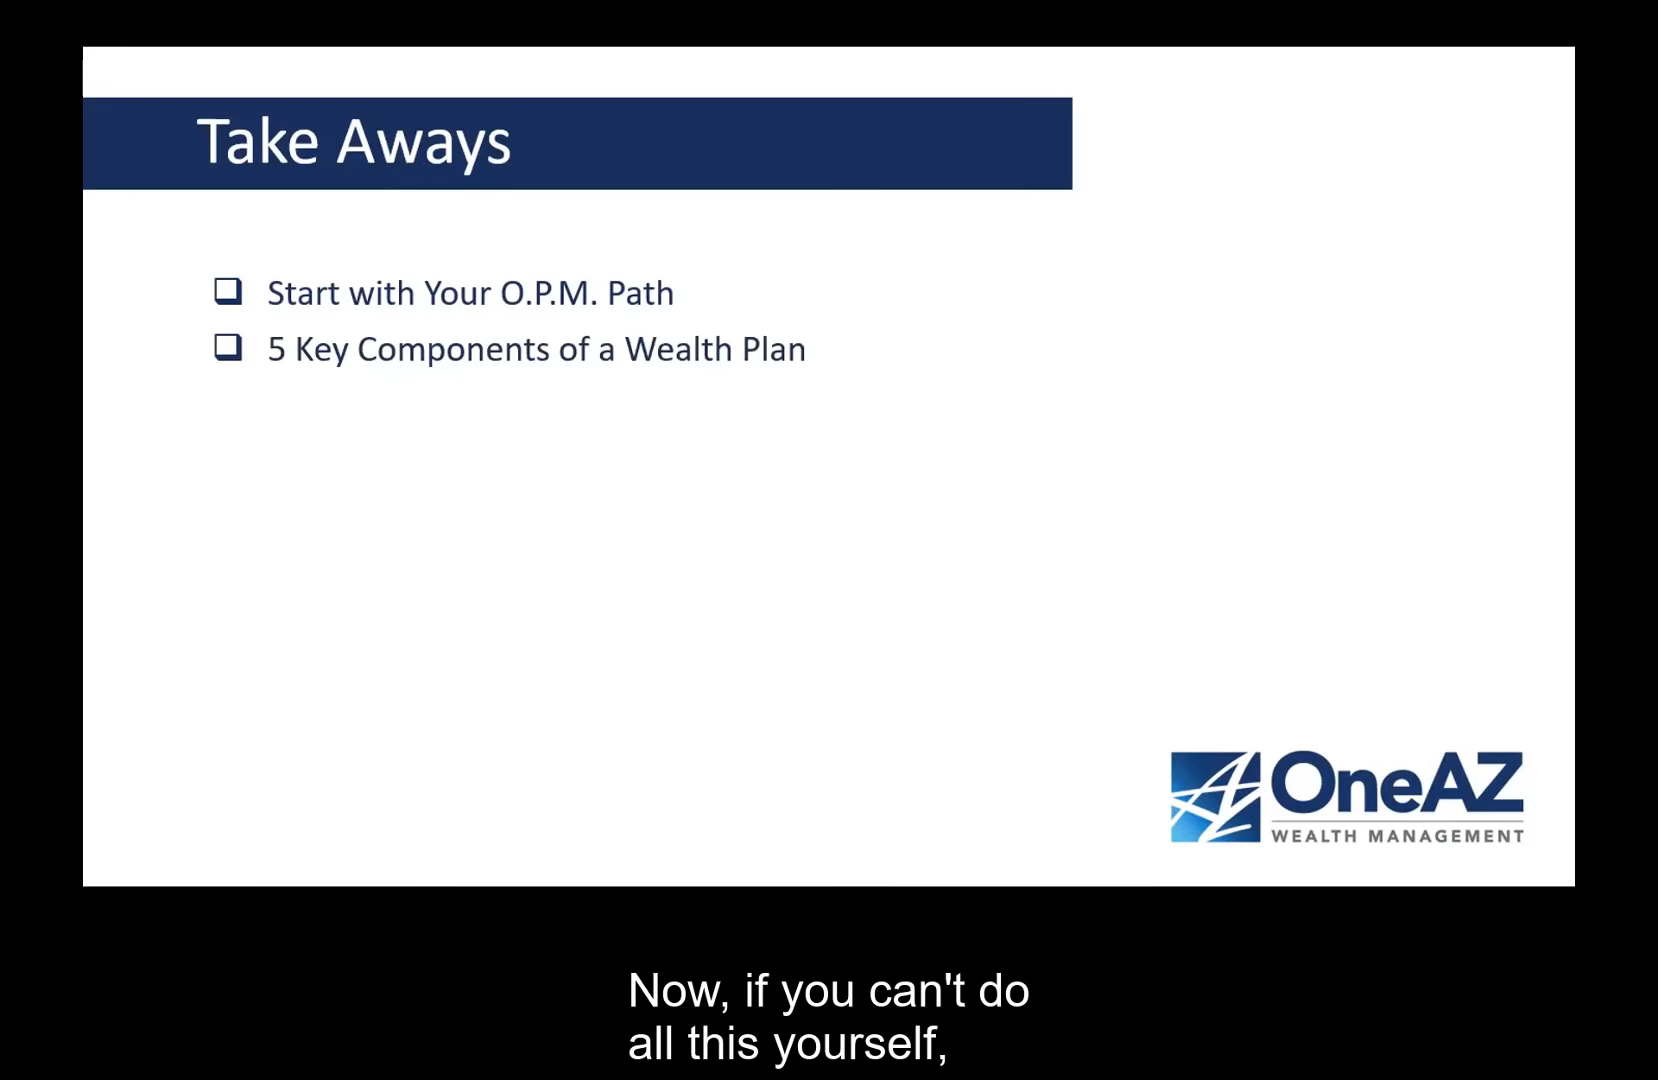 Take Aways
Start with Your O.P.M. Path
5 Key Components of a Wealth Plan
OneAZ
WEALTH MANAGEMENT
Now, if you can't do
all this yourself,